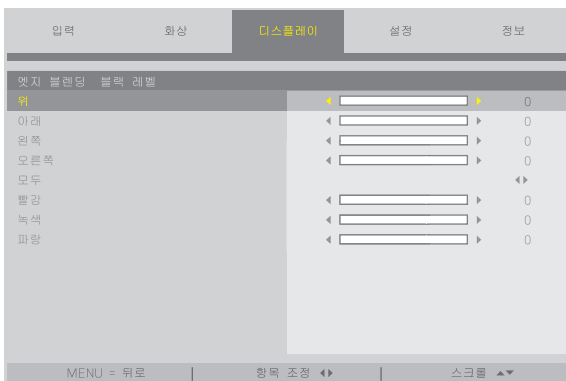 입력 화상 디스플레이 설정 정보
엣지 블렌딩 블랙 레벨
위 0
아래 0
왼쪽 0
오른쪽 0
모두
빨강 0
녹색 0
파랑 0
MENU = 뒤로 | 항목 조정 ◀▶ | 스크롤 ▲▼